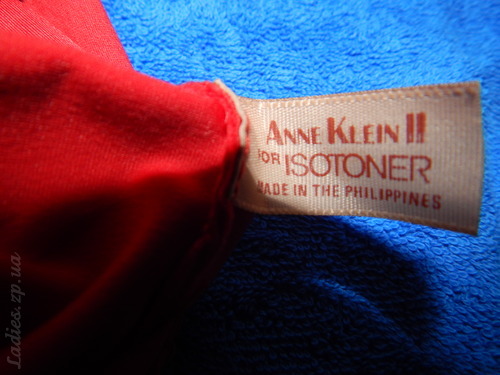 ANNE KLEIN II
FOR ISOTONER
MADE IN THE PHILIPPINES
Ladies.zp.ua